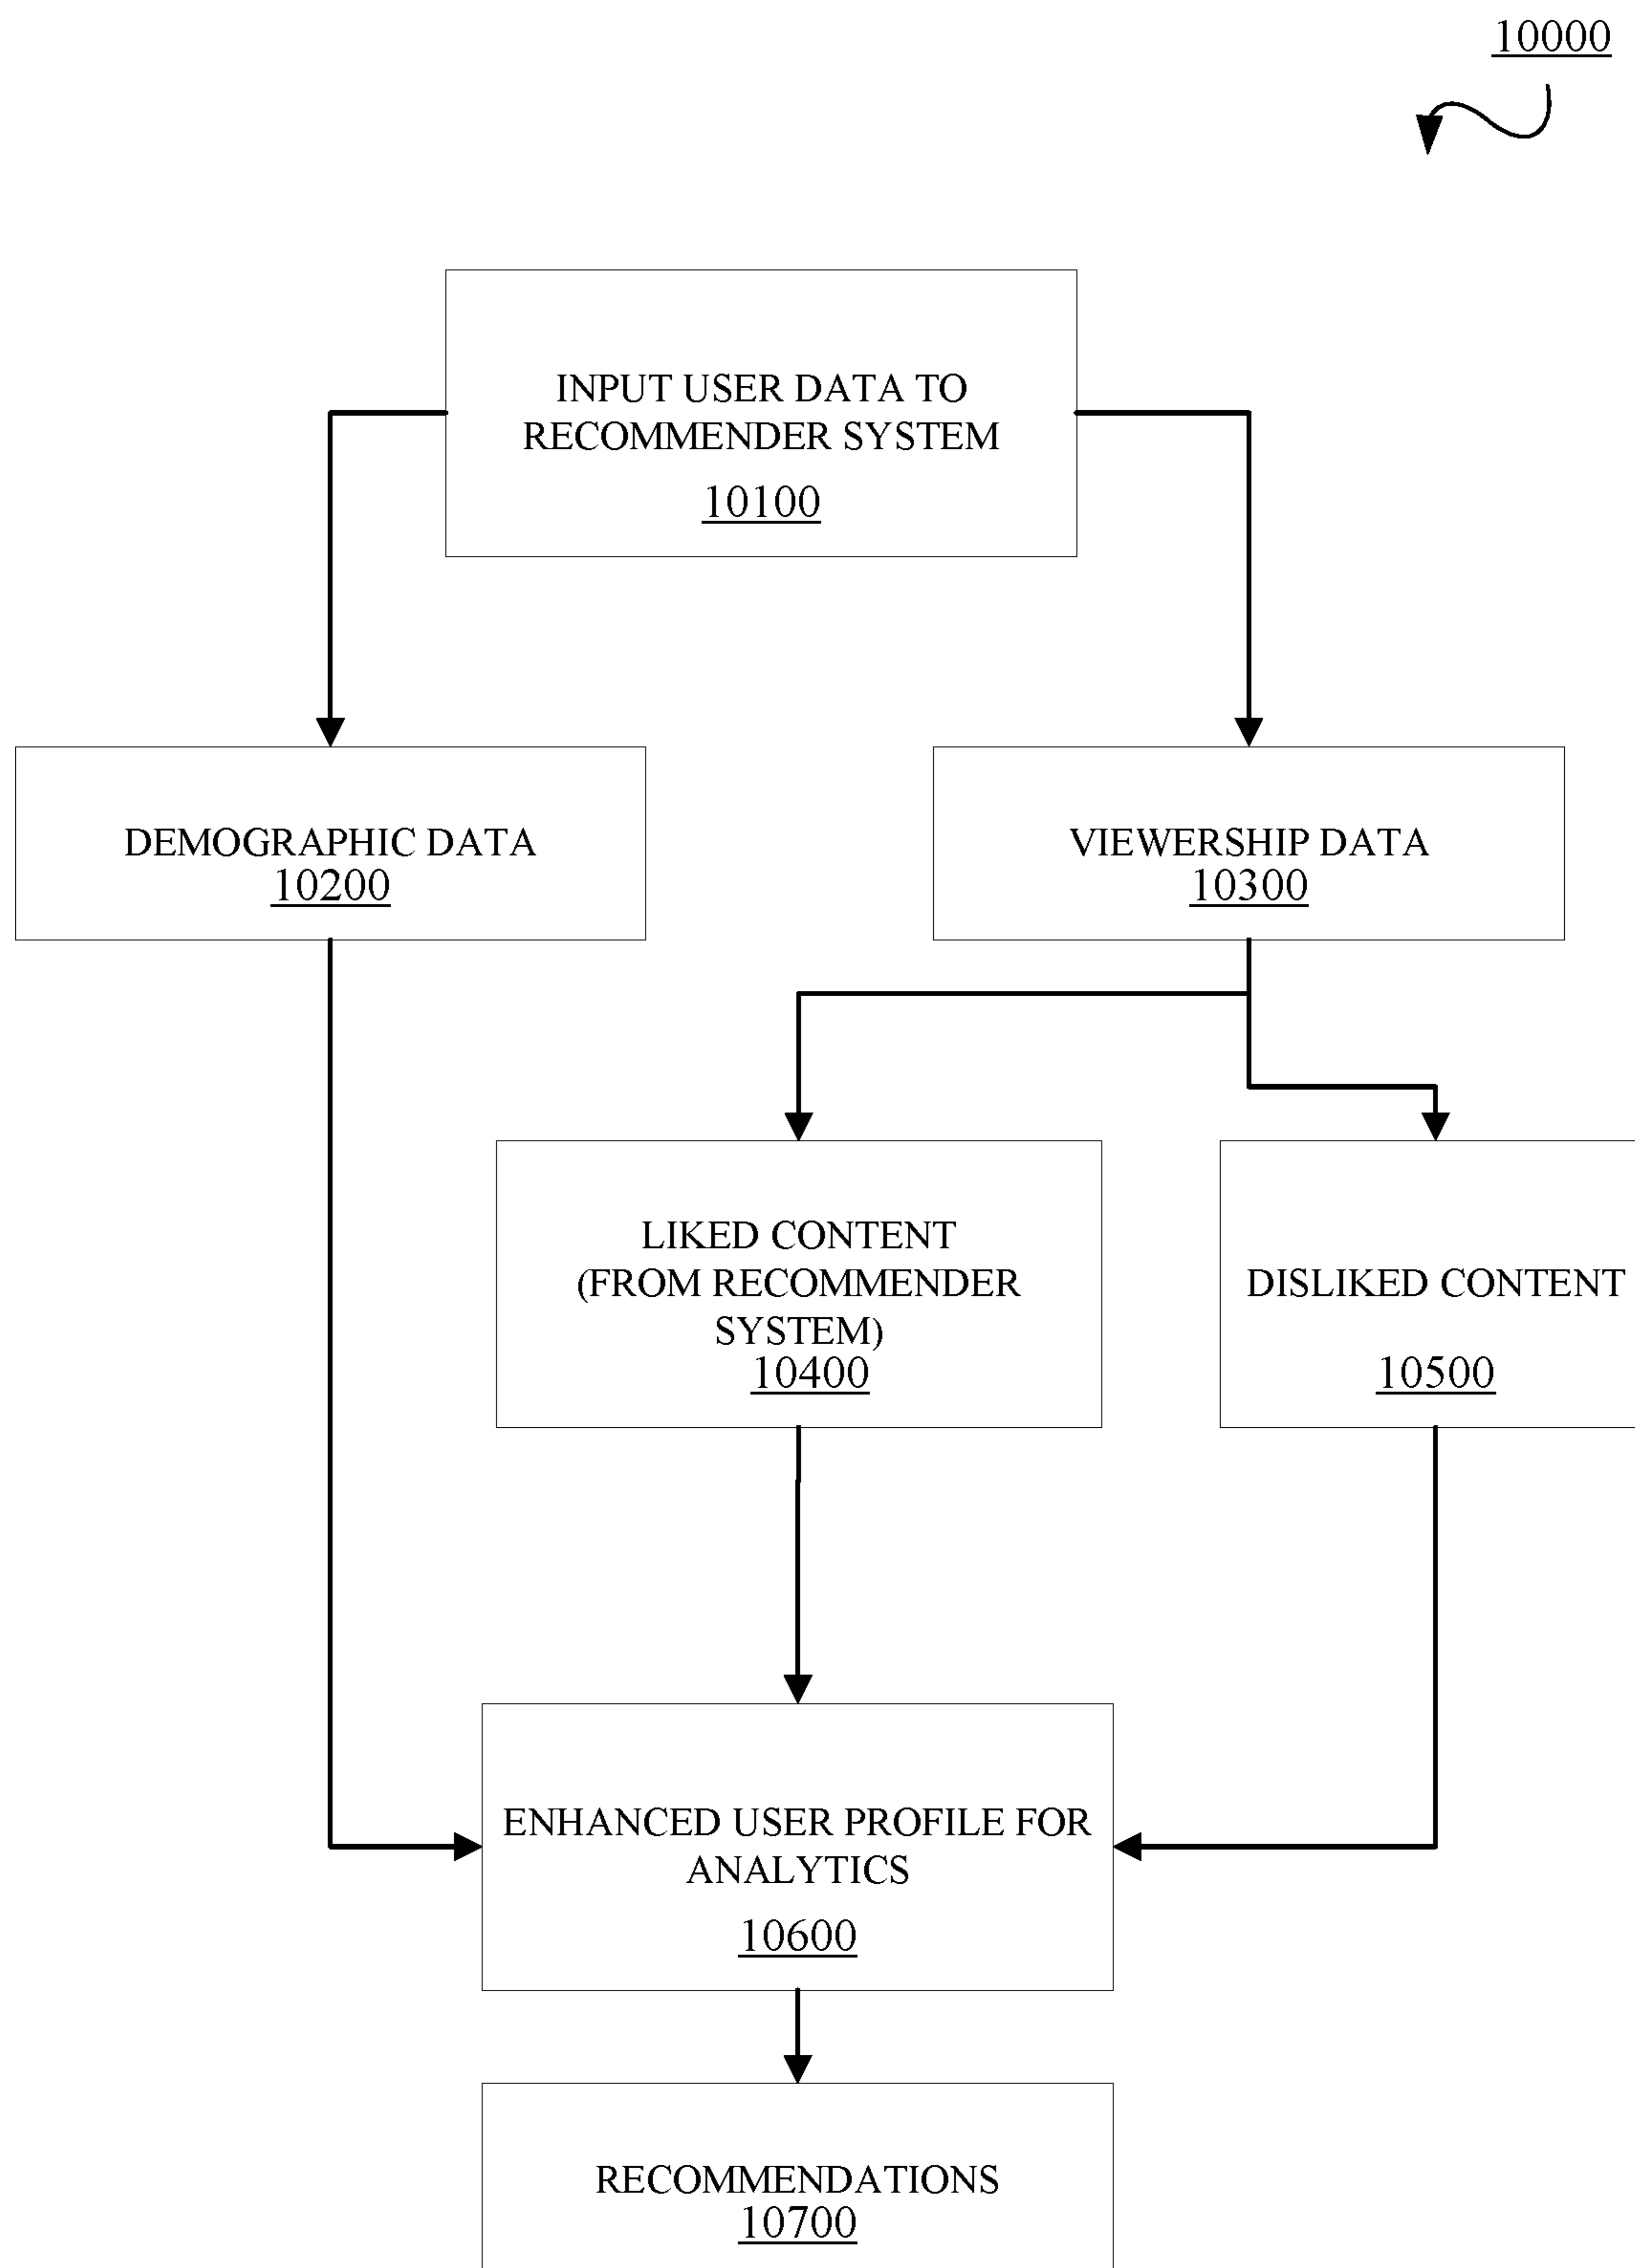 10000
INPUT USER DATA TO
RECOMMENDER SYSTEM
10100
DEMOGRAPHIC DATA
10200
VIEWERSHIP DATA
10300
LIKED CONTENT
(FROM RECOMMENDER
SYSTEM)
10400
DISLIKED CONTENT
10500
ENHANCED USER PROFILE FOR
ANALYTICS
10600
RECOMMENDATIONS
10700